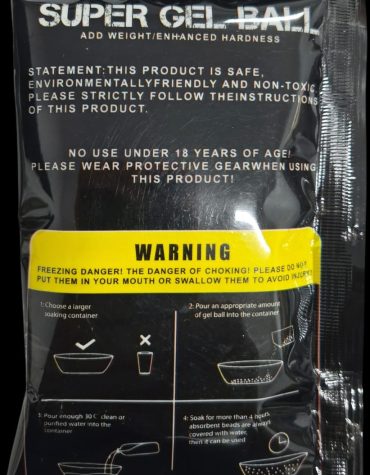 SUPER GEL BALL
ADD WEIGHT/ENHANCED HARDNESS
STATEMENT:THIS PRODUCT IS SAFE,
ENVIRONMENTALLYFRIENDLY AND NON-TOXIC
PLEASE STRICTLY FOLLOW THEINSTRUCTIONS
OF THIS PRODUCT.
NO USE UNDER 18 YEARS OF AGE!
PLEASE WEAR PROTECTIVE GEARWHEN USING
THIS PRODUCT!
WARNING
FREEZING DANGER! THE DANGER OF CHOKING! PLEASE DO NOT
PUT THEM IN YOUR MOUTH OR SWALLOW THEM TO AVOID INJURIES
1:Choose a larger
soaking container
2: Pour an appropriate amount
of gel ball into the container
3: Pour enough 30 C clean or
purified water into the
container
4: Soak for more than 4 hours,
absorbent beads are always
covered with water,
then it can be used